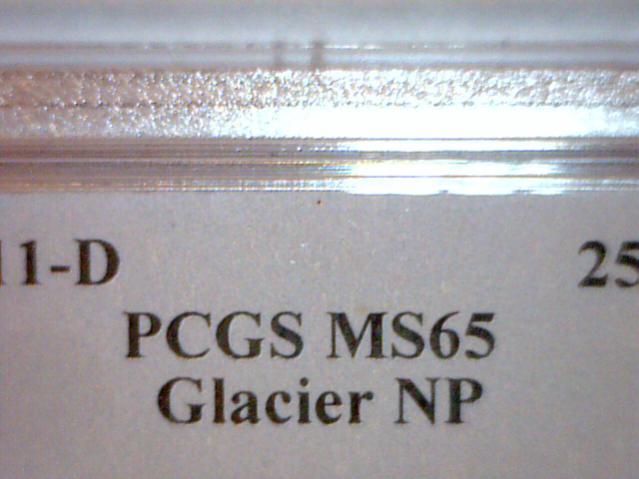 11-D 25
PCGS MS65
Glacier NP